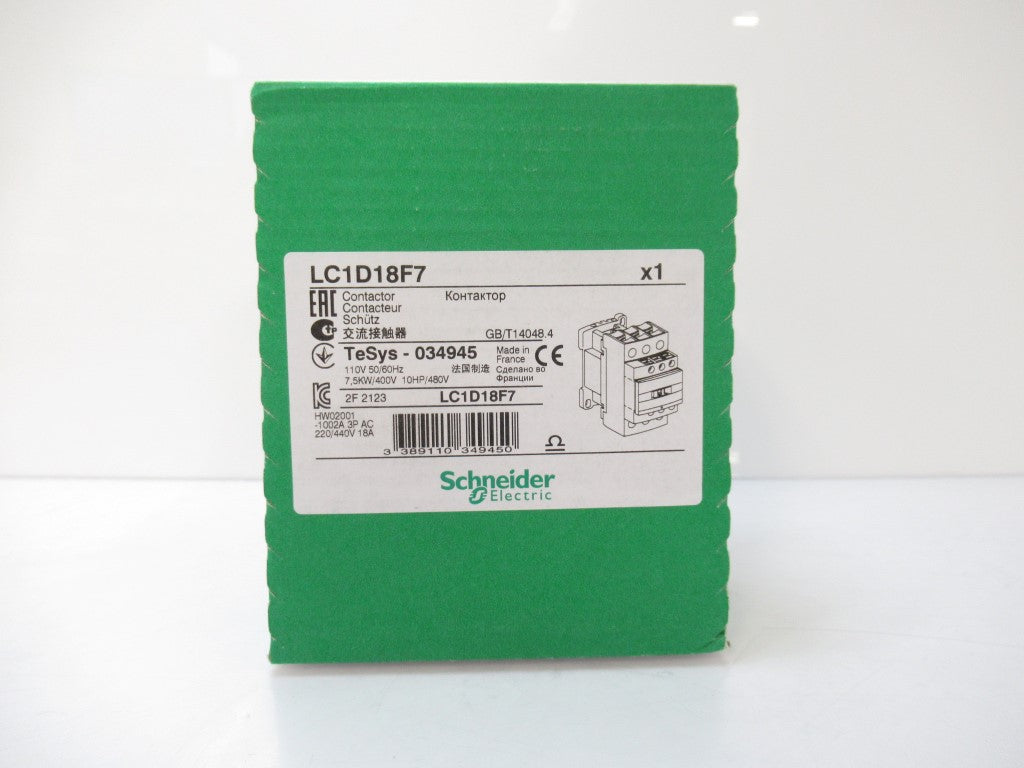 LC1D18F7 x1
EAC Contactor Контактор
Contacteur
Schütz
交流接触器 GB/T14048.4
TeSys - 034945 Made in France CE
110V 50/60Hz 法国制造 Сделано во Франции
7,5KW/400V 10HP/480V
2F 2123 LC1D18F7
HW02001
-1002A 3P AC
220/440V 18A
3 389110 349450
Schneider
Electric